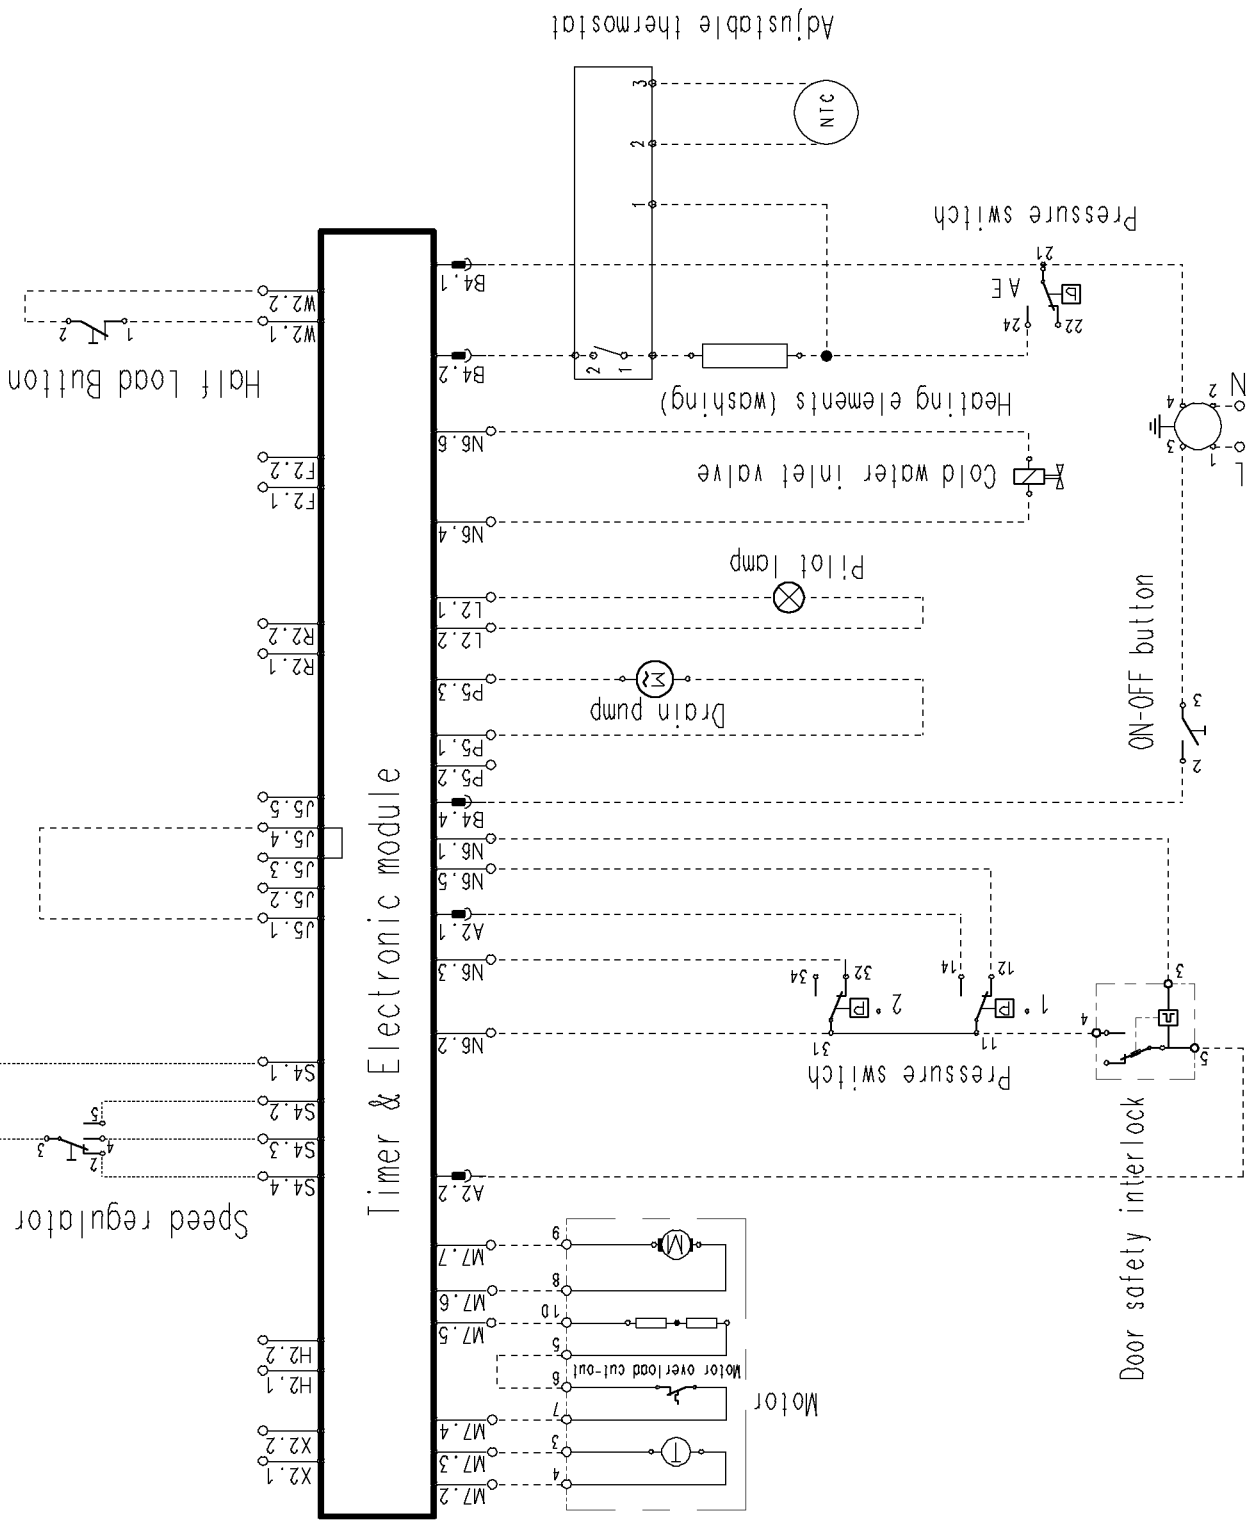 Adjustable thermostat
3
NTC
2
1
Pressure switch
21
B4.1
AE
W2.2
24
22
W2.1
2
1
B4.2
2
1
Half Load Button
Heating elements (washing)
N
2
4
N6.6
3
1
L
F2.2
Cold water inlet valve
F2.1
N6.4
Pilot lamp
L2.1
R2.2
L2.2
R2.1
P5.3
Drain pump
ON-OFF button
3
P5.1
2
P5.2
J5.5
B4.4
J5.4
N6.1
J5.3
N6.5
J5.2
A2.1
J5.1
N6.3
34
32
14
12
3
2°
1°
4
N6.2
31
11
5
S4.1
Pressure switch
S4.2
5
S4.3
3
4
2
S4.4
A2.2
Timer & Electronic module
Speed regulator
Door safety interlock
M7.7
9
M
M7.6
8
M7.5
10
H2.2
5
Motor overload cut-out
H2.1
6
Motor
M7.4
7
X2.2
M7.3
3
T
X2.1
M7.2
4